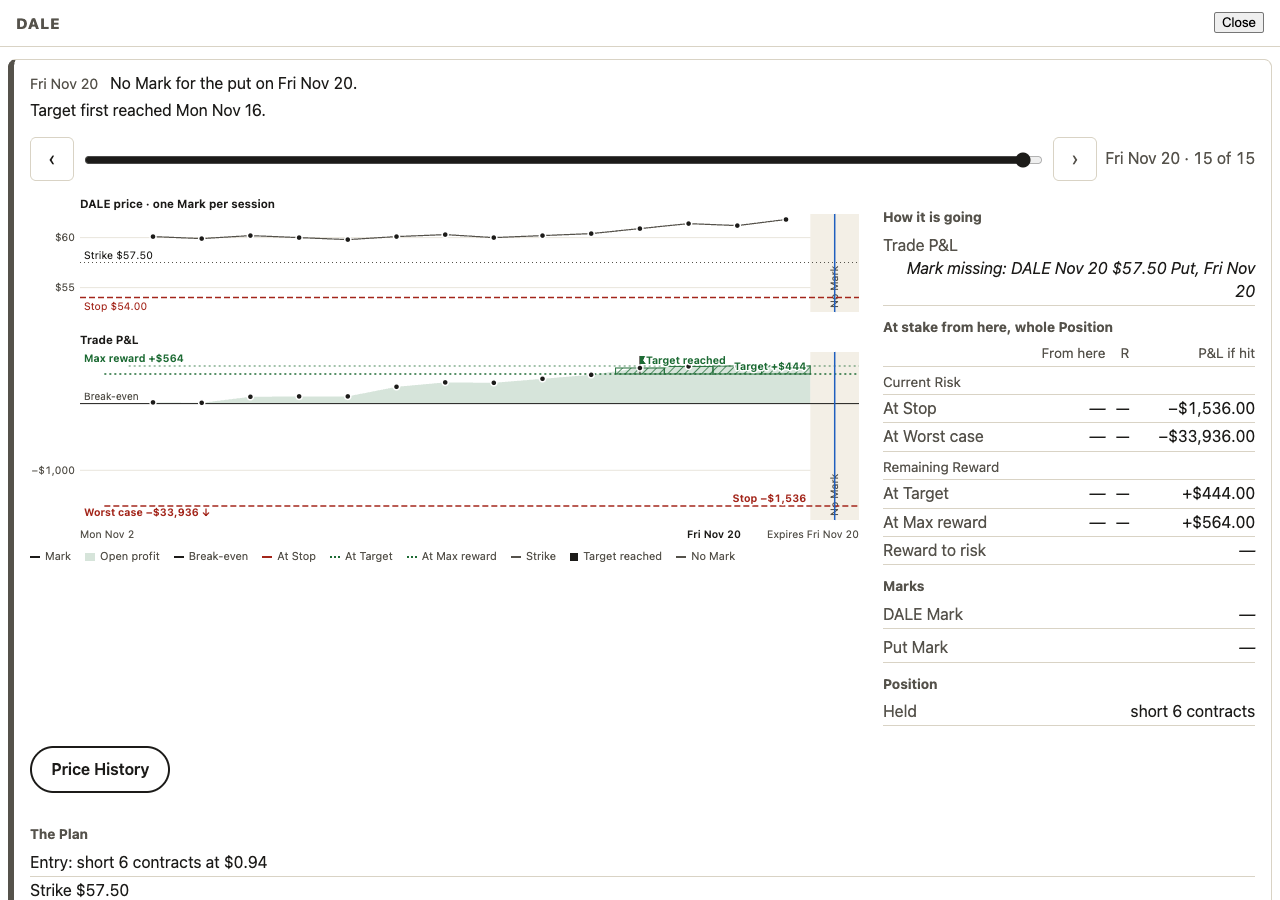 DALE
Close
Fri Nov 20 No Mark for the put on Fri Nov 20.
Target first reached Mon Nov 16.
‹
›
Fri Nov 20 · 15 of 15
DALE price · one Mark per session
$60
Strike $57.50
$55
Stop $54.00
No Mark
Trade P&L
Max reward +$564
Target reached
Target +$444
Break-even
−$1,000
Stop −$1,536
Worst case −$33,936 ↓
No Mark
Mon Nov 2
Fri Nov 20
Expires Fri Nov 20
Mark Open profit Break-even At Stop At Target At Max reward Strike Target reached No Mark
How it is going
Trade P&L
Mark missing: DALE Nov 20 $57.50 Put, Fri Nov
20
At stake from here, whole Position
From here R P&L if hit
Current Risk
At Stop — — −$1,536.00
At Worst case — — −$33,936.00
Remaining Reward
At Target — — +$444.00
At Max reward — — +$564.00
Reward to risk —
Marks
DALE Mark —
Put Mark —
Position
Held short 6 contracts
Price History
The Plan
Entry: short 6 contracts at $0.94
Strike $57.50